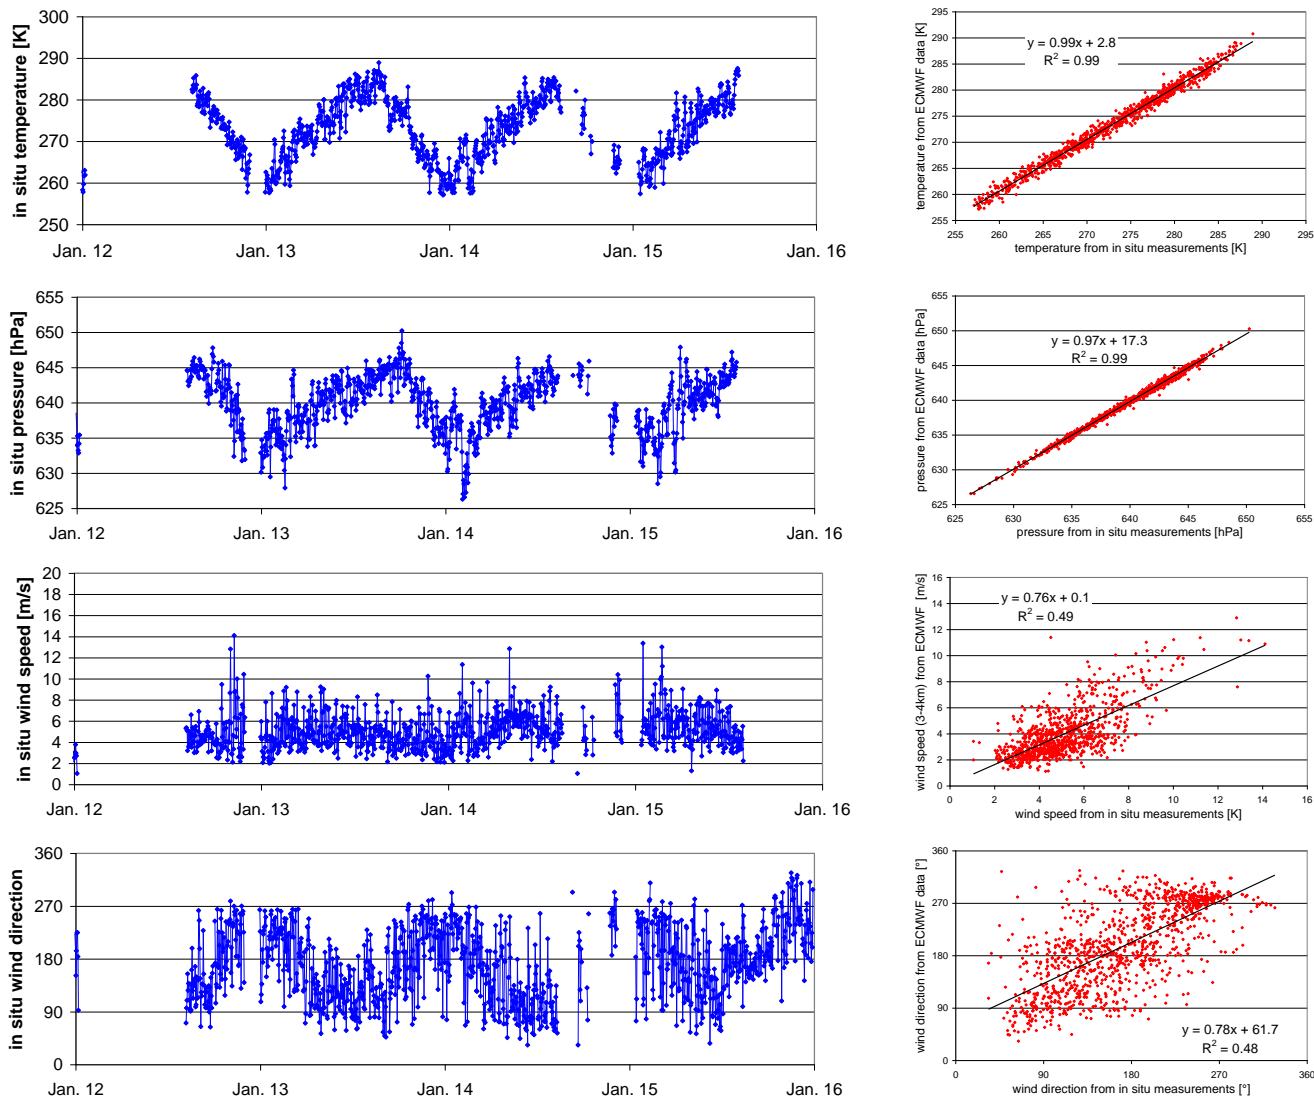 in situ temperature [K]
300
290
280
270
260
250
Jan. 12
Jan. 13
Jan. 14
Jan. 15
Jan. 16
temperature from ECMWF data [K]
295
290
285
280
275
270
265
260
255
y = 0.99x + 2.8
R² = 0.99
255
260
265
270
275
280
285
290
295
temperature from in situ measurements [K]
in situ pressure [hPa]
655
650
645
640
635
630
625
Jan. 12
Jan. 13
Jan. 14
Jan. 15
Jan. 16
pressure from ECMWF data [hPa]
655
650
645
640
635
630
625
y = 0.97x + 17.3
R² = 0.99
625
630
635
640
645
650
655
pressure from in situ measurements [hPa]
in situ wind speed [m/s]
20
18
16
14
12
10
8
6
4
2
0
Jan. 12
Jan. 13
Jan. 14
Jan. 15
Jan. 16
wind speed (3-4km) from ECMWF [m/s]
16
14
12
10
8
6
4
2
0
y = 0.76x + 0.1
R² = 0.49
0
2
4
6
8
10
12
14
16
wind speed from in situ measurements [K]
in situ wind direction
360
270
180
90
0
Jan. 12
Jan. 13
Jan. 14
Jan. 15
Jan. 16
wind direction from ECMWF data [°]
360
270
180
90
0
y = 0.78x + 61.7
R² = 0.48
0
90
180
270
360
wind direction from in situ measurements [°]